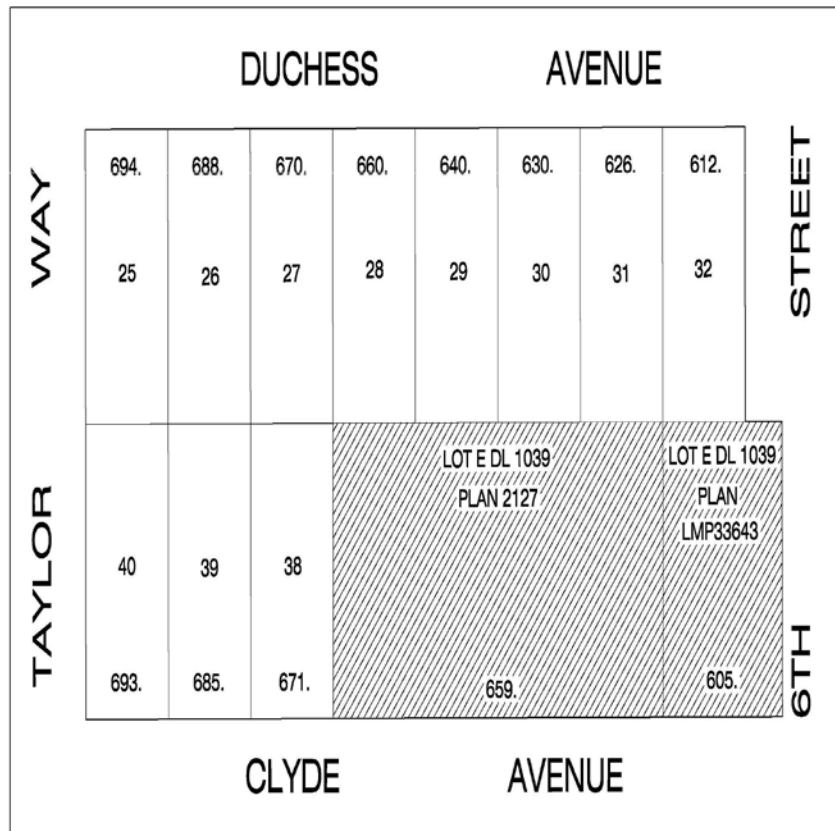 DUCHESS AVENUE
WAY
STREET
694. 688. 670. 660. 640. 630. 626. 612.
25 26 27 28 29 30 31 32
LOT E DL 1039
PLAN 2127
LOT E DL 1039
PLAN
LMP33643
TAYLOR
40 39 38
693. 685. 671. 659. 605.
6TH
CLYDE AVENUE